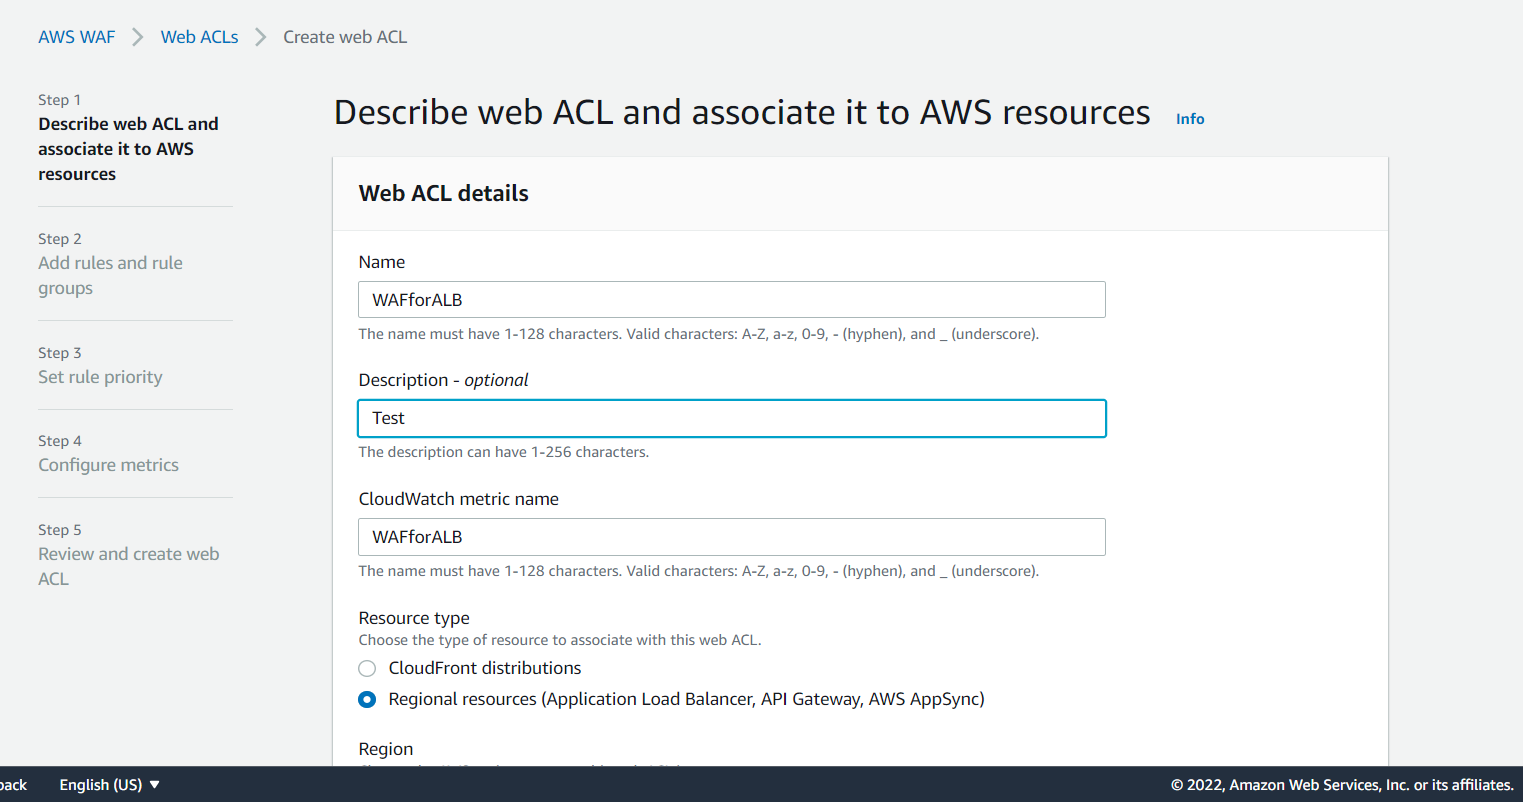 AWS WAF > Web ACLs > Create web ACL
Step 1
Describe web ACL and
associate it to AWS
resources
Step 2
Add rules and rule
groups
Step 3
Set rule priority
Step 4
Configure metrics
Step 5
Review and create web
ACL
Describe web ACL and associate it to AWS resources Info
Web ACL details
Name
WAFforALB
The name must have 1-128 characters. Valid characters: A-Z, a-z, 0-9, - (hyphen), and _ (underscore).
Description - optional
Test
The description can have 1-256 characters.
CloudWatch metric name
WAFforALB
The name must have 1-128 characters. Valid characters: A-Z, a-z, 0-9, - (hyphen), and _ (underscore).
Resource type
Choose the type of resource to associate with this web ACL.
CloudFront distributions
Regional resources (Application Load Balancer, API Gateway, AWS AppSync)
Region
back English (US) © 2022, Amazon Web Services, Inc. or its affiliates.